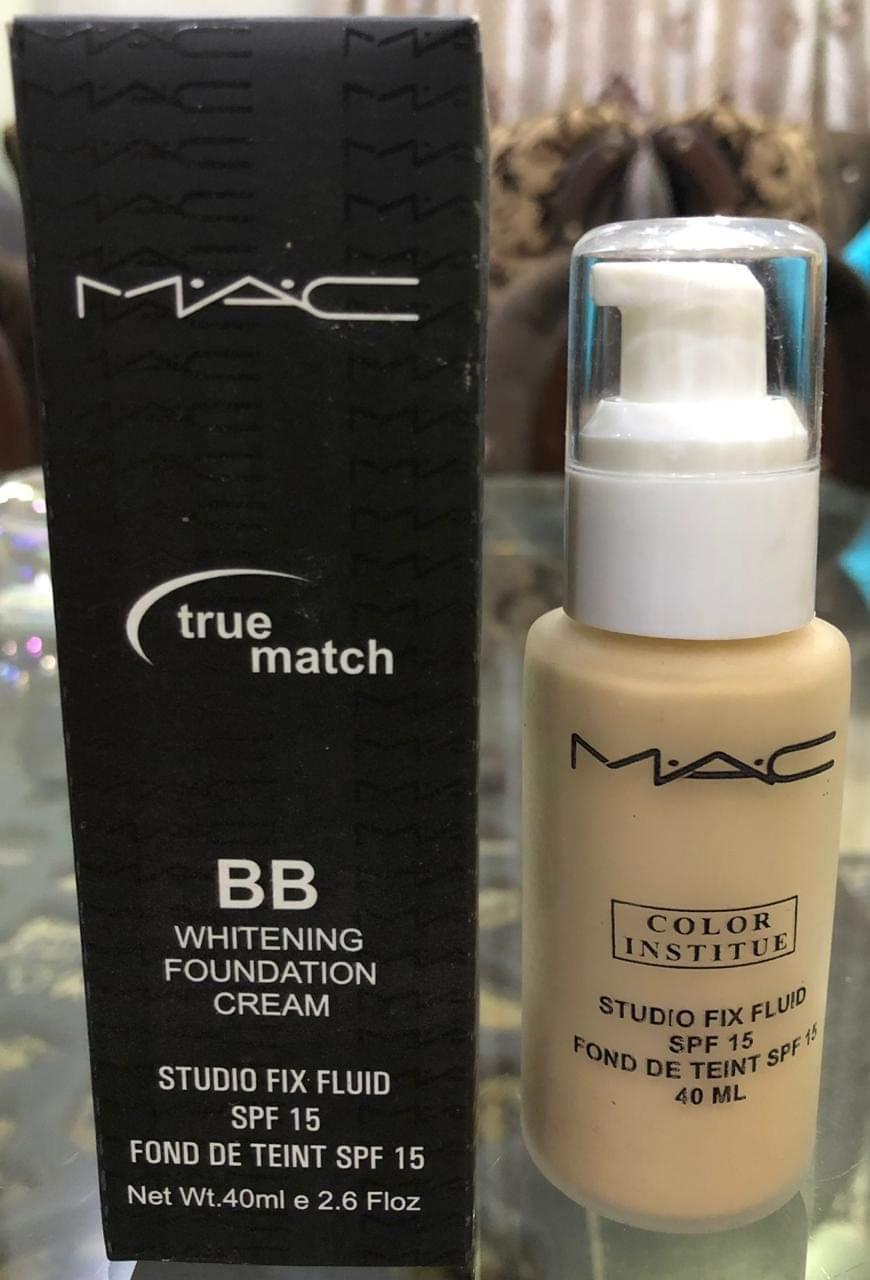 M·A·C
true
match
BB
WHITENING
FOUNDATION
CREAM
STUDIO FIX FLUID
SPF 15
FOND DE TEINT SPF 15
Net Wt.40ml e 2.6 Floz
M·A·C
COLOR
INSTITUE
STUDIO FIX FLUID
SPF 15
FOND DE TEINT SPF 15
40 ML